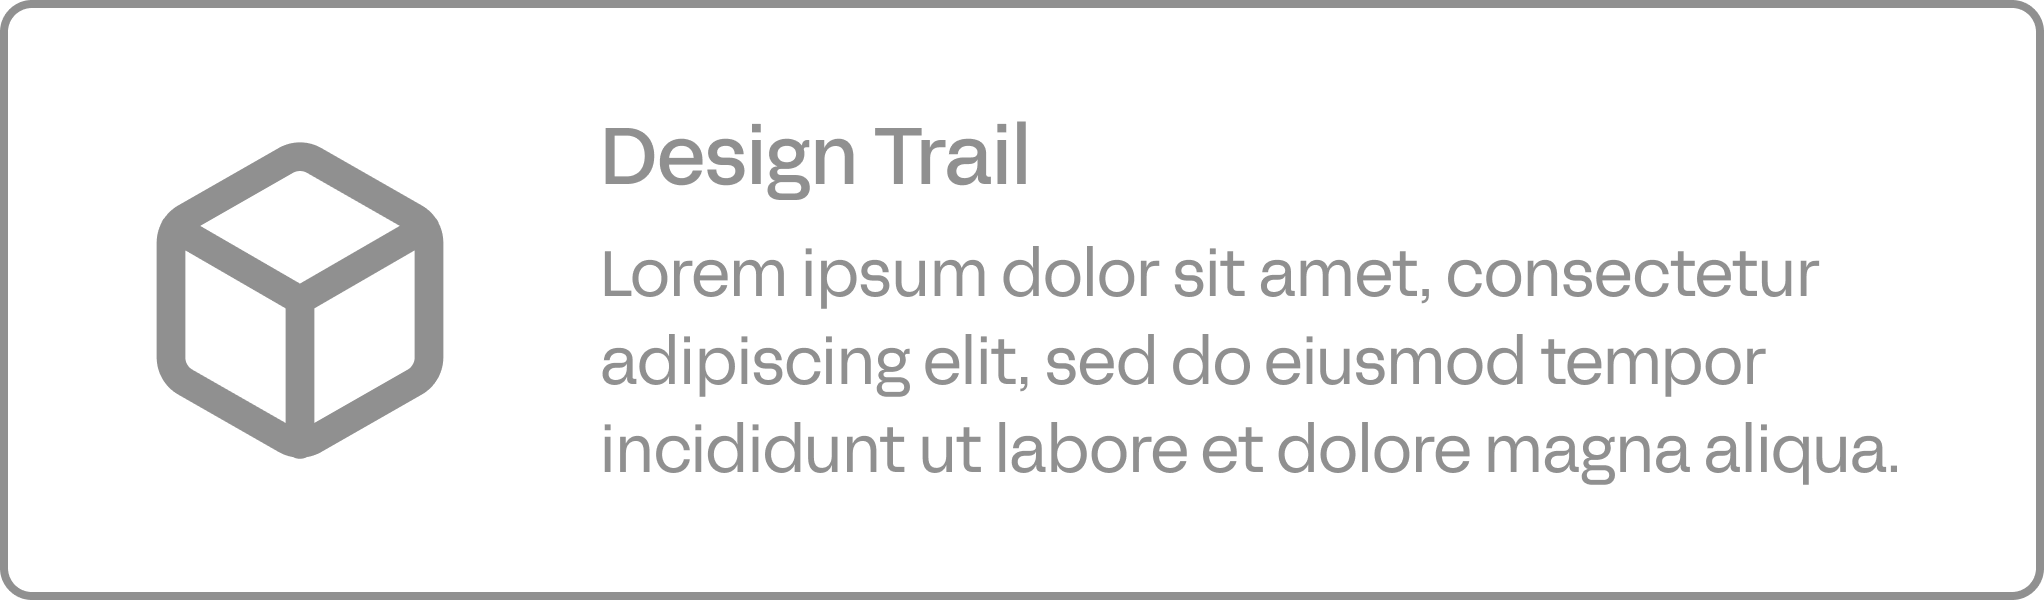 Design Trail
Lorem ipsum dolor sit amet, consectetur
adipiscing elit, sed do eiusmod tempor
incididunt ut labore et dolore magna aliqua.